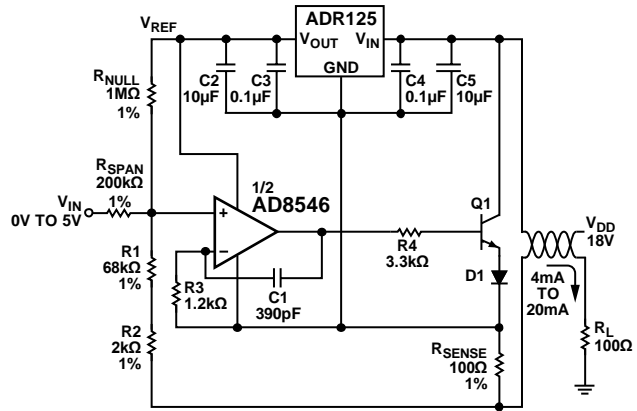 ADR125
VREF
VOUT VIN
GND
RNULL
1MΩ
1%
C2
10µF
C3
0.1µF
C4
0.1µF
C5
10µF
RSPAN
200kΩ
1%
VIN
0V TO 5V
1/2
AD8546
+
–
Q1
VDD
18V
R4
3.3kΩ
R1
68kΩ
1%
R3
1.2kΩ
C1
390pF
D1
4mA
TO
20mA
R2
2kΩ
1%
RSENSE
100Ω
1%
RL
100Ω